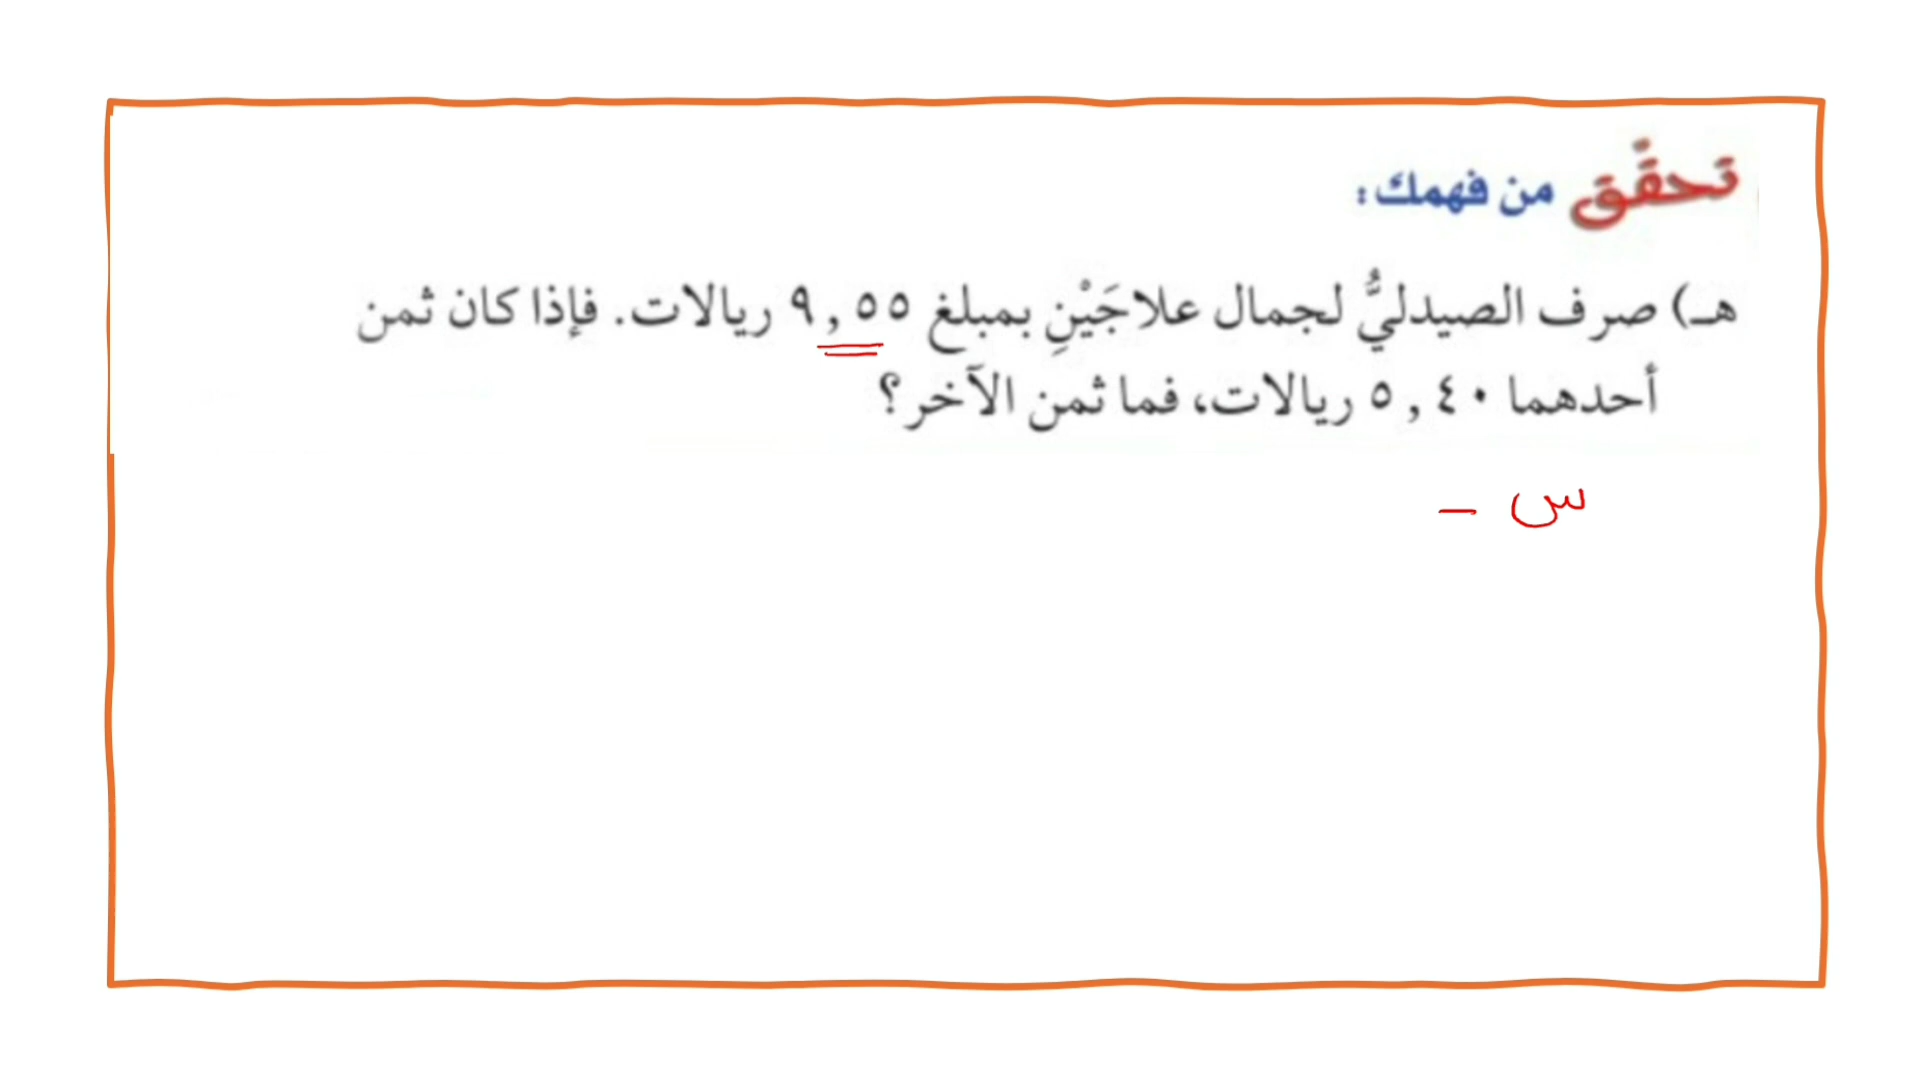 تحقَّق من فهمك:
هـ) صرف الصيدليُّ لجمال علاجَيْنِ بمبلغ ٩,٥٥ ريالات. فإذا كان ثمن
أحدهما ٥,٤٠ ريالات، فما ثمن الآخر؟
س –